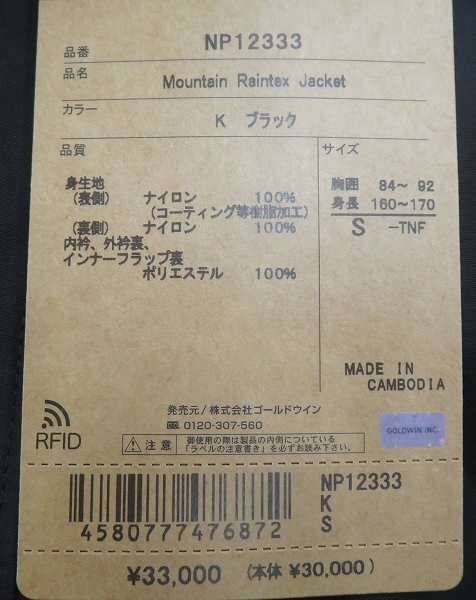 品番 NP12333
品名 Mountain Raintex Jacket
カラー K ブラック
品質
身生地
(表側) ナイロン 100%
(コーティング等樹脂加工)
(裏側) ナイロン 100%
内衿、外衿裏、
インナーフラップ裏
ポリエステル 100%
サイズ
胸囲 84～ 92
身長 160～170
S -TNF
MADE IN
CAMBODIA
RFID
発売元/株式会社ゴールドウイン
0120-307-560
注意 御使用の際は製品の内側についている
「ラベルの注意書き」を必ずお読み下さい。
GOLDWIN INC.
4580777476872
NP12333
K
S
¥33,000 (本体 ¥30,000)